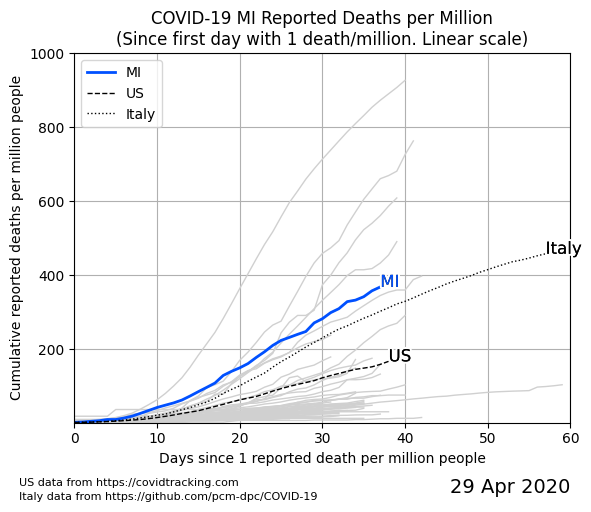 COVID-19 MI Reported Deaths per Million
(Since first day with 1 death/million. Linear scale)
Cumulative reported deaths per million people
1000
800
600
400
200
MI
US
Italy
Italy
MI
US
0
10
20
30
40
50
60
Days since 1 reported death per million people
US data from https://covidtracking.com
Italy data from https://github.com/pcm-dpc/COVID-19
29 Apr 2020